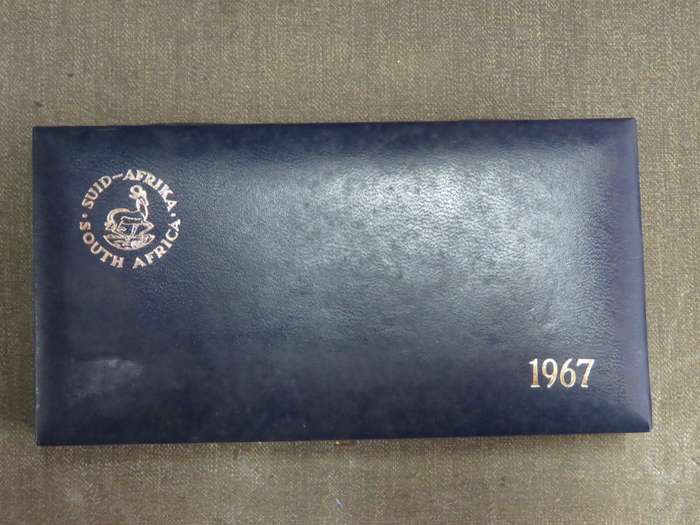 · SUID–AFRIKA ·
SOUTH AFRICA
1967